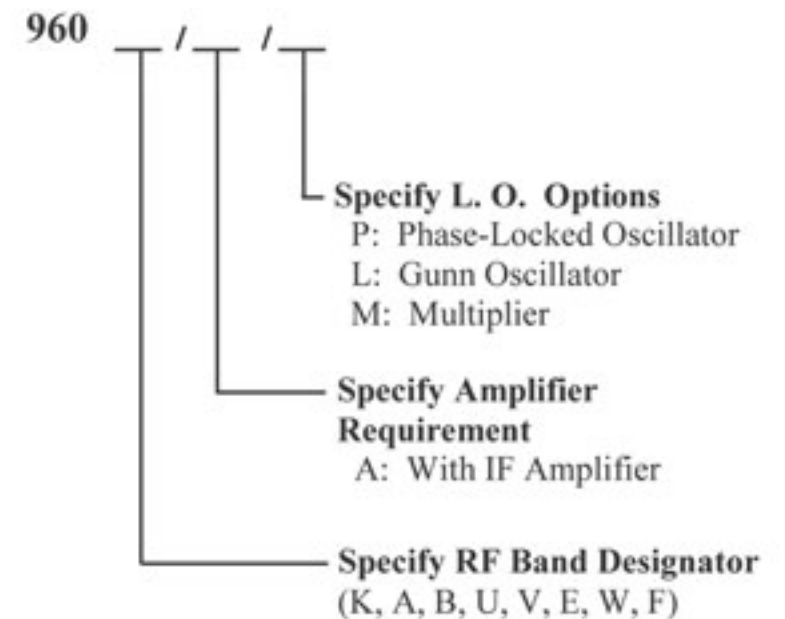 960 __ / __ / __
Specify L. O. Options
P: Phase-Locked Oscillator
L: Gunn Oscillator
M: Multiplier
Specify Amplifier
Requirement
A: With IF Amplifier
Specify RF Band Designator
(K, A, B, U, V, E, W, F)